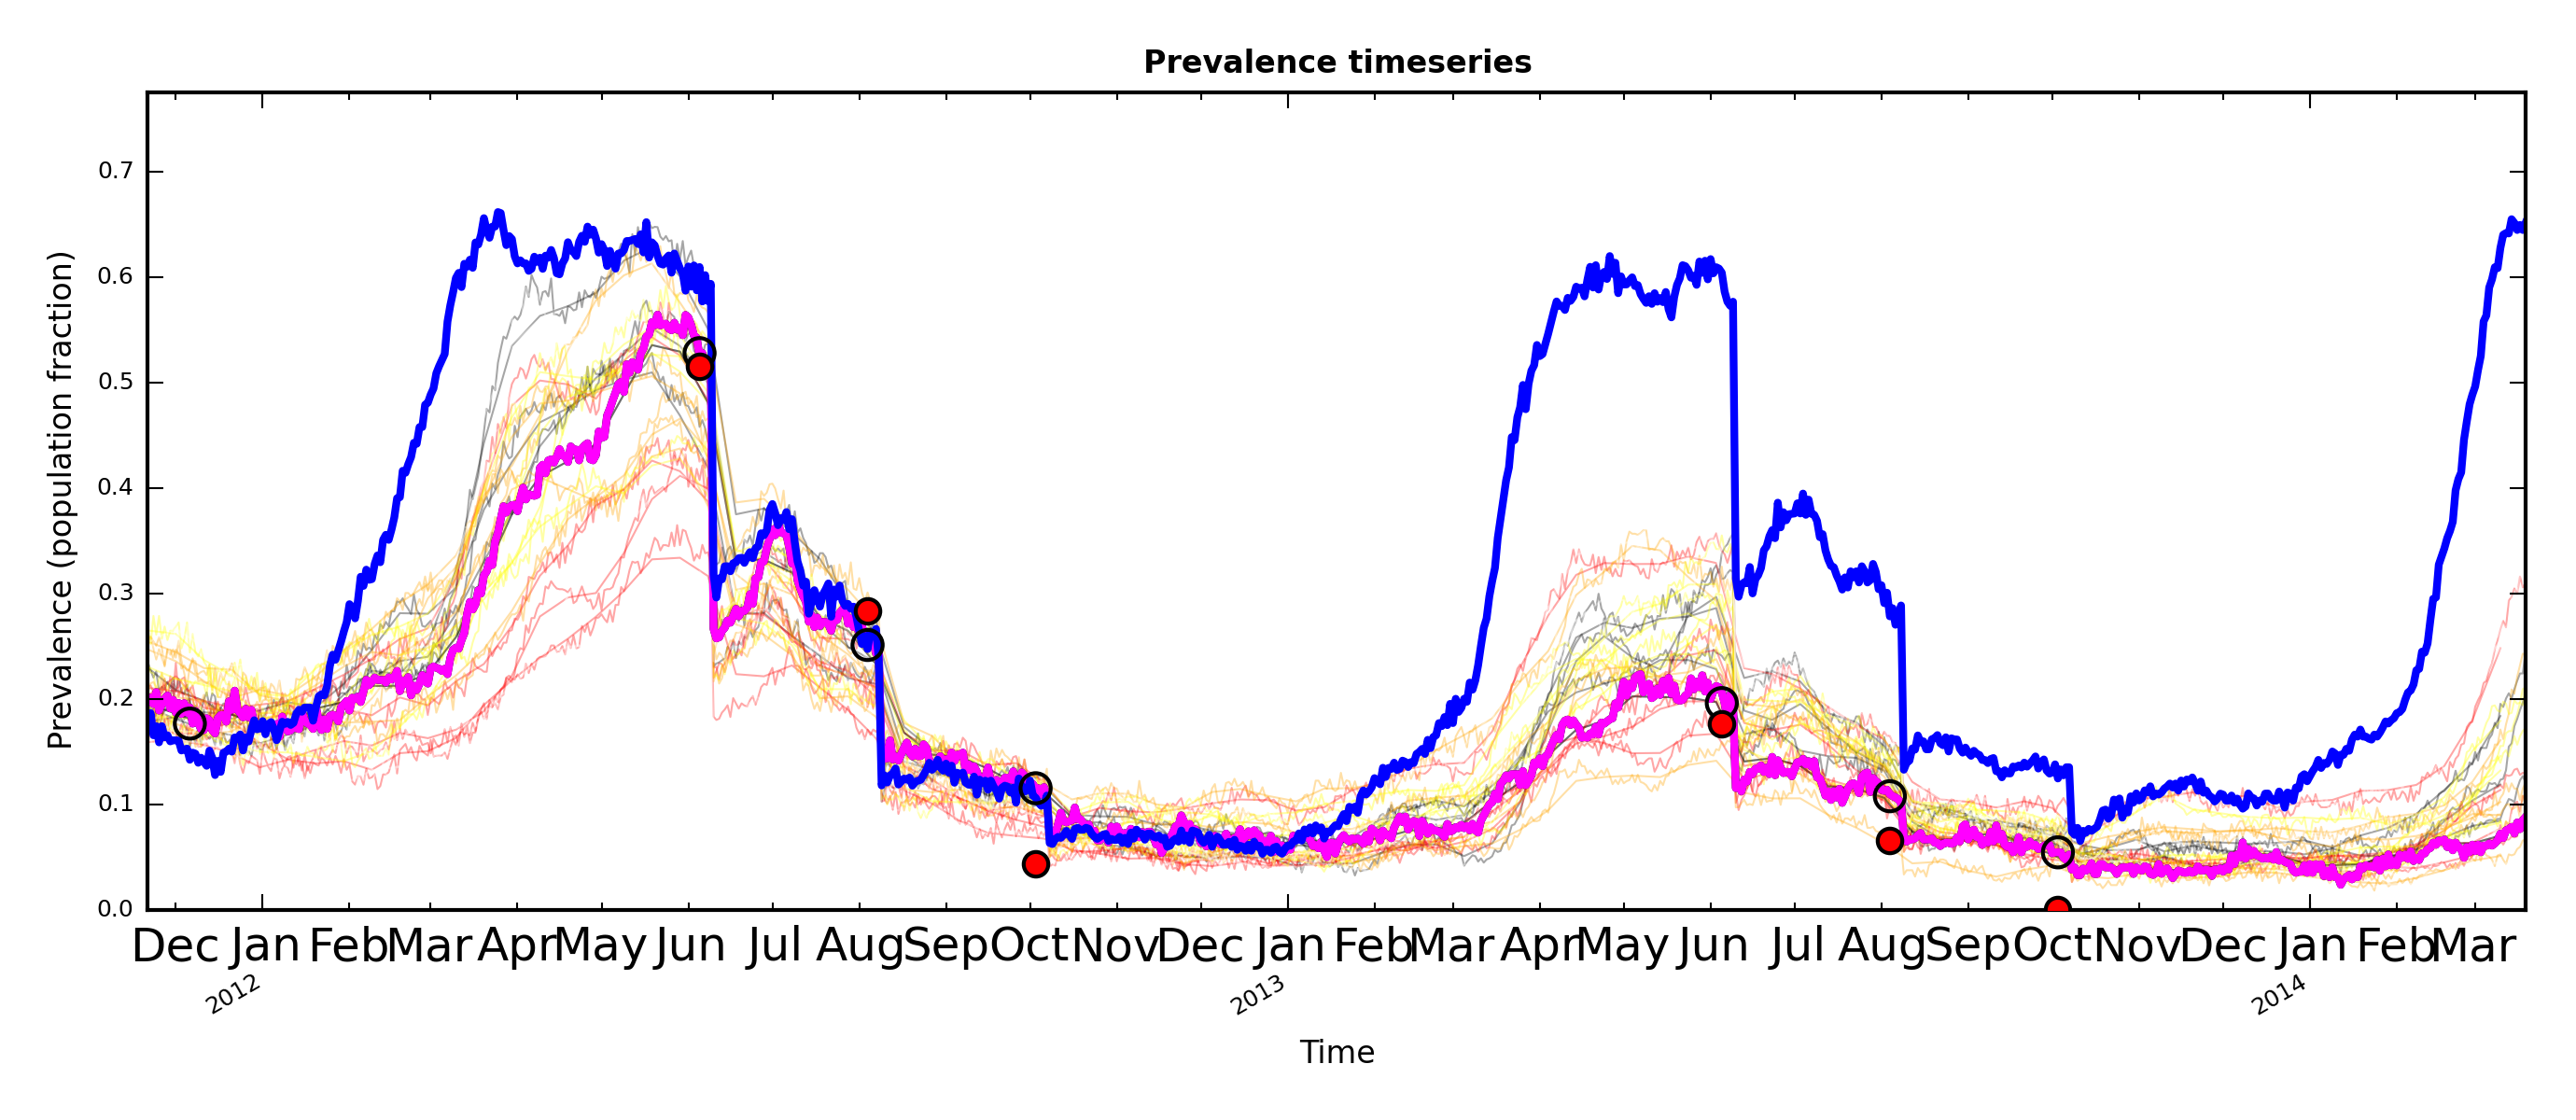 Prevalence timeseries
Prevalence (population fraction)
0.7
0.6
0.5
0.4
0.3
0.2
0.1
0.0
Dec Jan Feb Mar Apr May Jun Jul Aug Sep Oct Nov Dec Jan Feb Mar Apr May Jun Jul Aug Sep Oct Nov Dec Jan Feb Mar
2012 2013 2014
Time